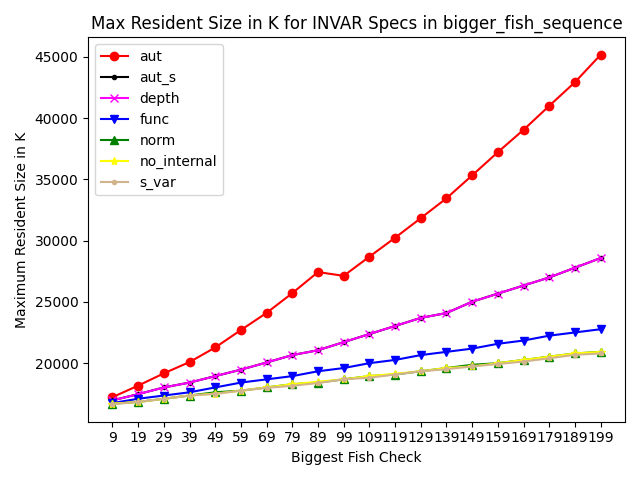 Max Resident Size in K for INVAR Specs in bigger_fish_sequence
aut
aut_s
depth
func
norm
no_internal
s_var
45000
40000
35000
30000
25000
20000
Maximum Resident Size in K
9 19 29 39 49 59 69 79 89 99 109 119 129 139 149 159 169 179 189 199
Biggest Fish Check